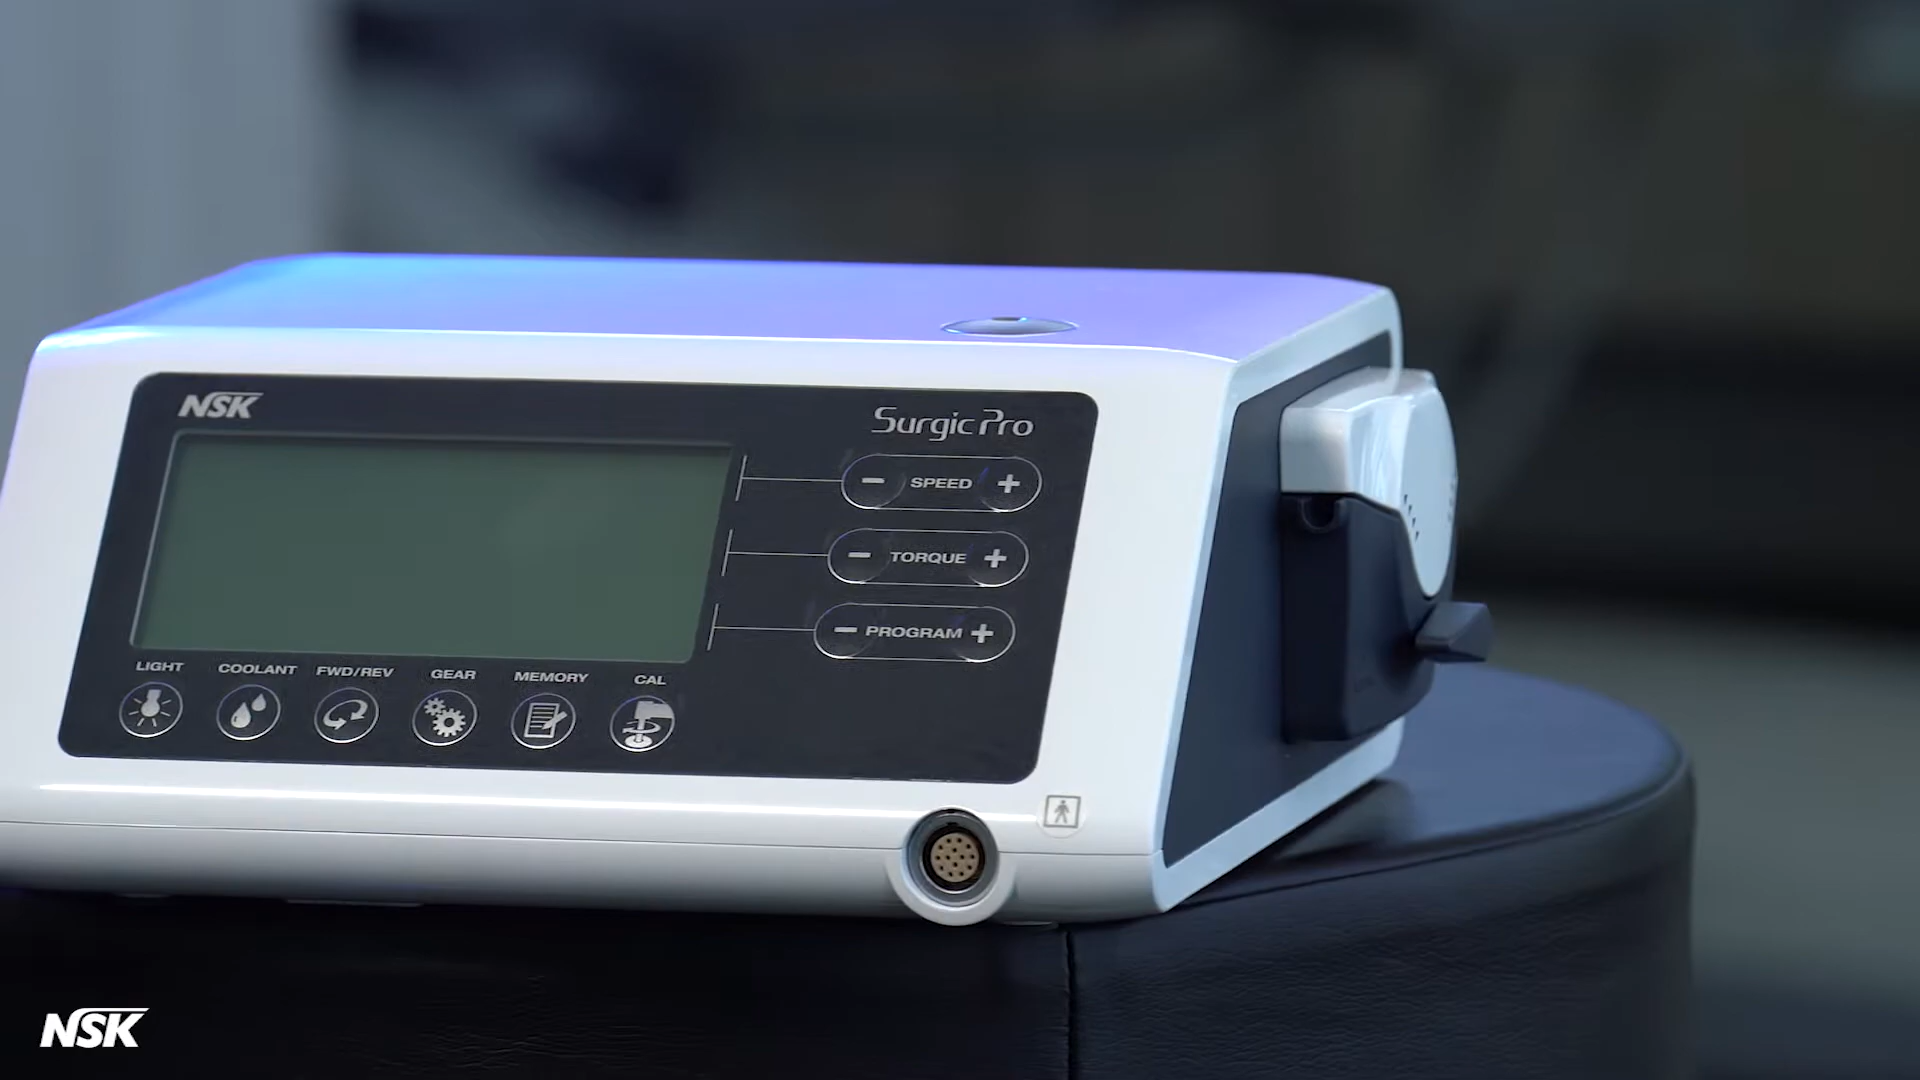 NSK
Surgic Pro
− SPEED +
− TORQUE +
− PROGRAM +
LIGHT COOLANT FWD/REV GEAR MEMORY CAL
NSK